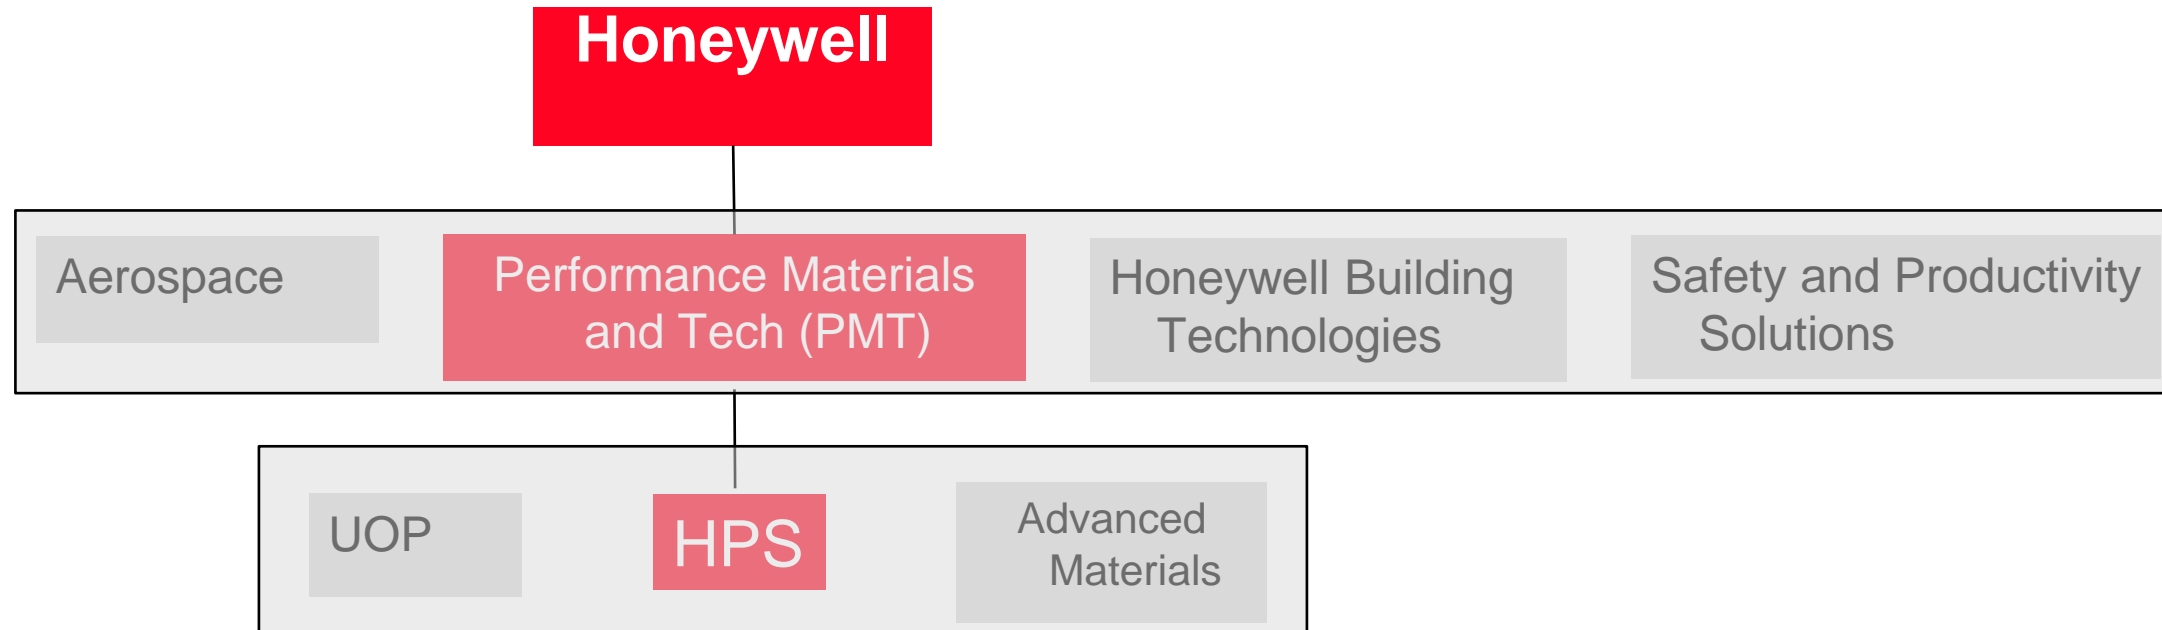 Honeywell
Aerospace
Performance Materials
and Tech (PMT)
Honeywell Building
Technologies
Safety and Productivity
Solutions
UOP
HPS
Advanced
Materials